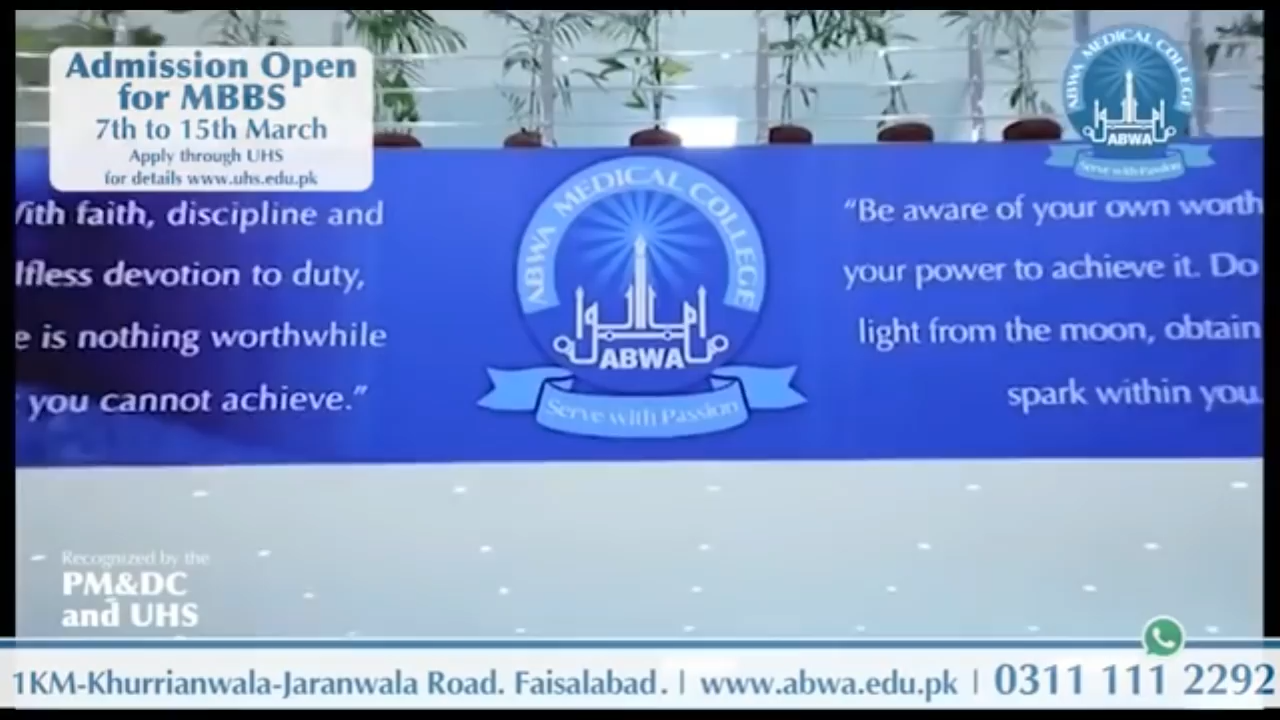 Admission Open
for MBBS
7th to 15th March
Apply through UHS
for details www.uhs.edu.pk
ABWA MEDICAL COLLEGE
ABWA
Serve with Passion
ith faith, discipline and
lfless devotion to duty,
e is nothing worthwhile
you cannot achieve.”
ABWA MEDICAL COLLEGE
ABWA
Serve with Passion
“Be aware of your own worth
your power to achieve it. Do
light from the moon, obtain
spark within you.
Recognized by the
PM&DC
and UHS
1KM-Khurrianwala-Jaranwala Road. Faisalabad. | www.abwa.edu.pk | 0311 111 2292